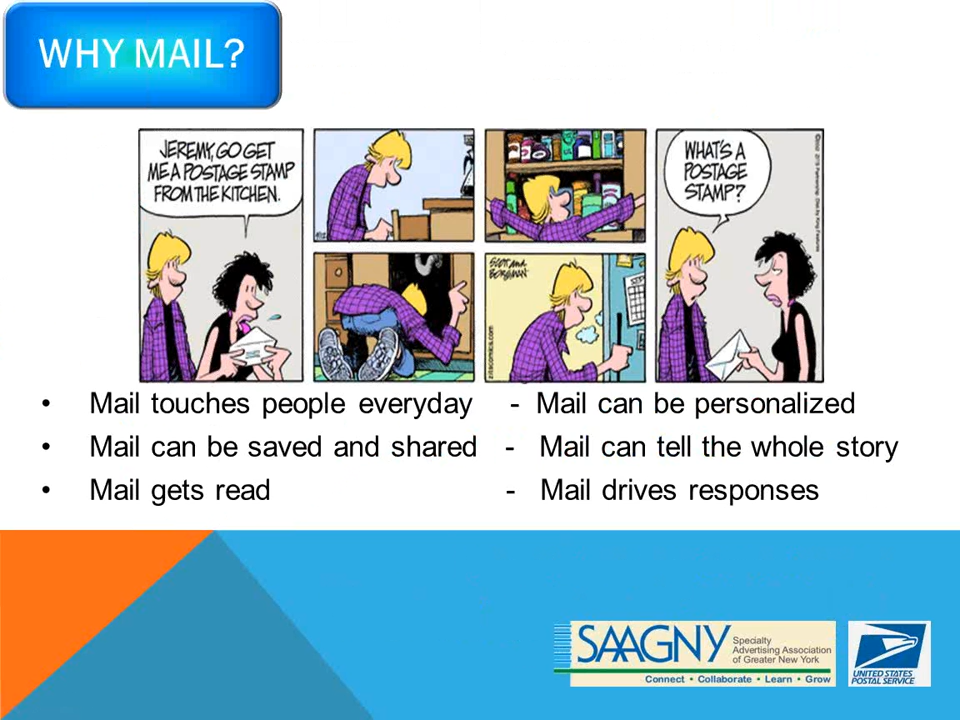 WHY MAIL?
JEREMY, GO GET
ME A POSTAGE STAMP
FROM THE KITCHEN.
WHAT'S A
POSTAGE
STAMP?
SCOTT AND
BORGMAN
zitscomics.com
• Mail touches people everyday - Mail can be personalized
• Mail can be saved and shared - Mail can tell the whole story
• Mail gets read - Mail drives responses
SAAGNY
Specialty
Advertising Association
of Greater New York
Connect • Collaborate • Learn • Grow
UNITED STATES
POSTAL SERVICE